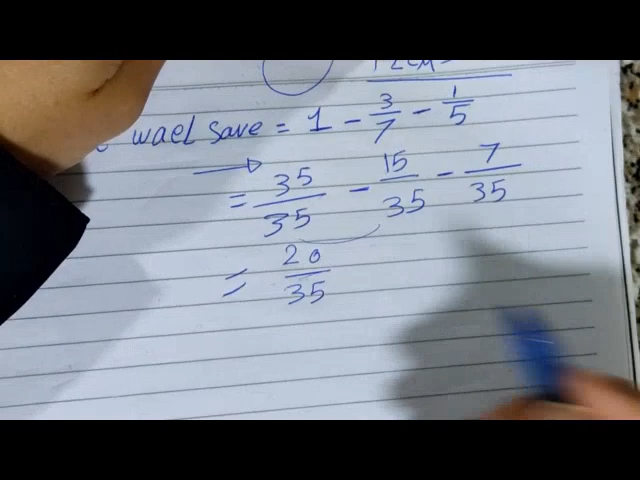 wael save = 1 - 3/7 - 1/5
= 35/35 - 15/35 - 7/35
= 20/35